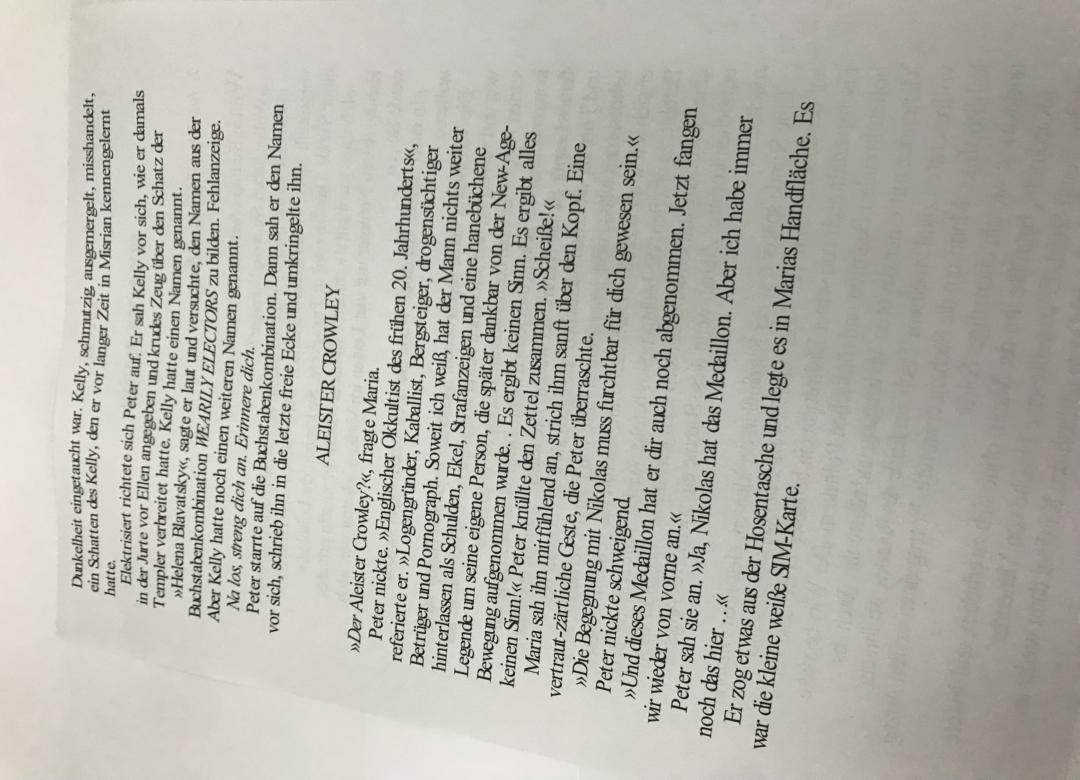 Dunkelheit eingetaucht war. Kelly, schmutzig, ausgemergelt, misshandelt,
ein Schatten des Kelly, den er vor langer Zeit in Misrian kennengelernt
hatte.
Elektrisiert richtete sich Peter auf. Er sah Kelly vor sich, wie er damals
in der Jurte vor Ellen angegeben und krudes Zeug über den Schatz der
Templer verbreitet hatte. Kelly hatte einen Namen genannt.
»Helena Blavatsky«, sagte er laut und versuchte, den Namen aus der
Buchstabenkombination WEARILY ELECTORS zu bilden. Fehlanzeige.
Aber Kelly hatte noch einen weiteren Namen genannt.
Na los, streng dich an. Erinnere dich.
Peter starrte auf die Buchstabenkombination. Dann sah er den Namen
vor sich, schrieb ihn in die letzte freie Ecke und umkringelte ihn.
ALEISTER CROWLEY
»Der Aleister Crowley?«, fragte Maria.
Peter nickte. »Englischer Okkultist des frühen 20. Jahrhunderts«,
referierte er. »Logengründer, Kaballist, Bergsteiger, drogensüchtiger
Betrüger und Pornograph. Soweit ich weiß, hat der Mann nichts weiter
hinterlassen als Schulden, Ekel, Strafanzeigen und eine hanebüchene
Legende um seine eigene Person, die später dankbar von der New-Age-
Bewegung aufgenommen wurde. . Es ergibt keinen Sinn. Es ergibt alles
keinen Sinn!« Peter knüllte den Zettel zusammen. »Scheiße!«
Maria sah ihn mitfühlend an, strich ihm sanft über den Kopf. Eine
vertraut-zärtliche Geste, die Peter überraschte.
»Die Begegnung mit Nikolas muss furchtbar für dich gewesen sein.«
Peter nickte schweigend
»Und dieses Medaillon hat er dir auch noch abgenommen. Jetzt fangen
wir wieder von vorne an.«
Peter sah sie an. »Ja, Nikolas hat das Medaillon. Aber ich habe immer
noch das hier ...«
Er zog etwas aus der Hosentasche und legte es in Marias Handfläche. Es
war die kleine weiße SIM-Karte.